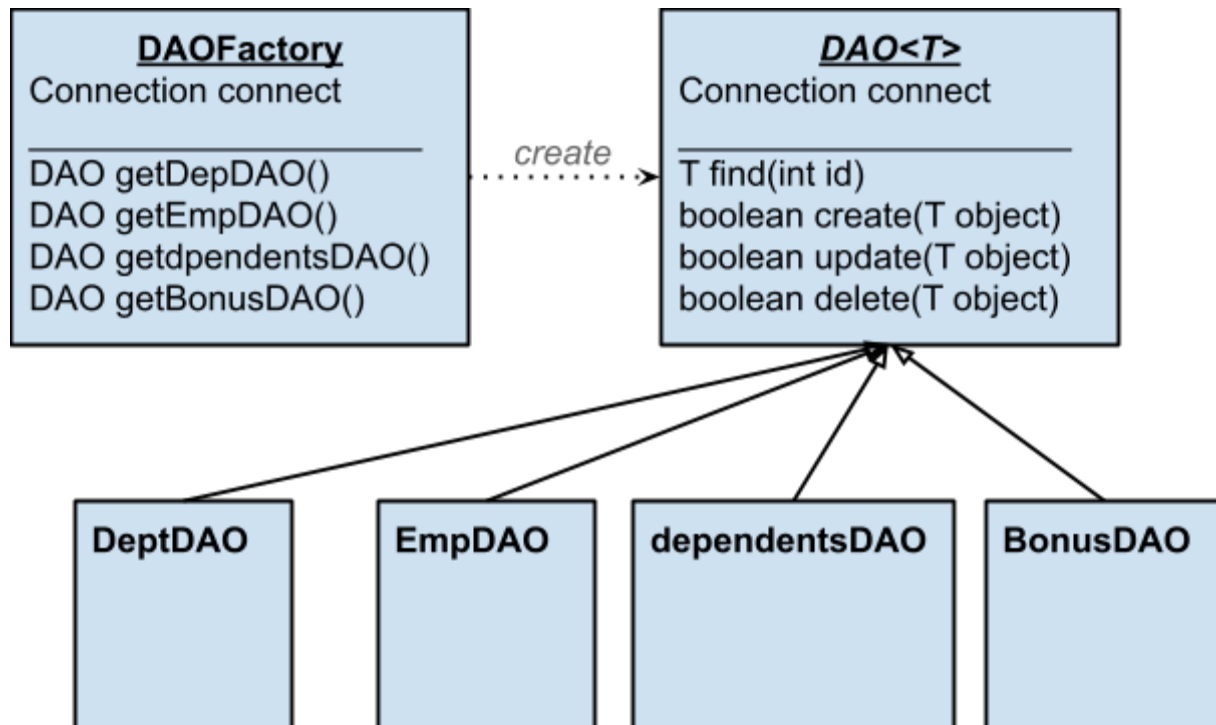 DAOFactory
Connection connect
DAO getDepDAO()
DAO getEmpDAO()
DAO getdpendentsDAO()
DAO getBonusDAO()
create
DAO<T>
Connection connect
T find(int id)
boolean create(T object)
boolean update(T object)
boolean delete(T object)
DeptDAO
EmpDAO
dependentsDAO
BonusDAO